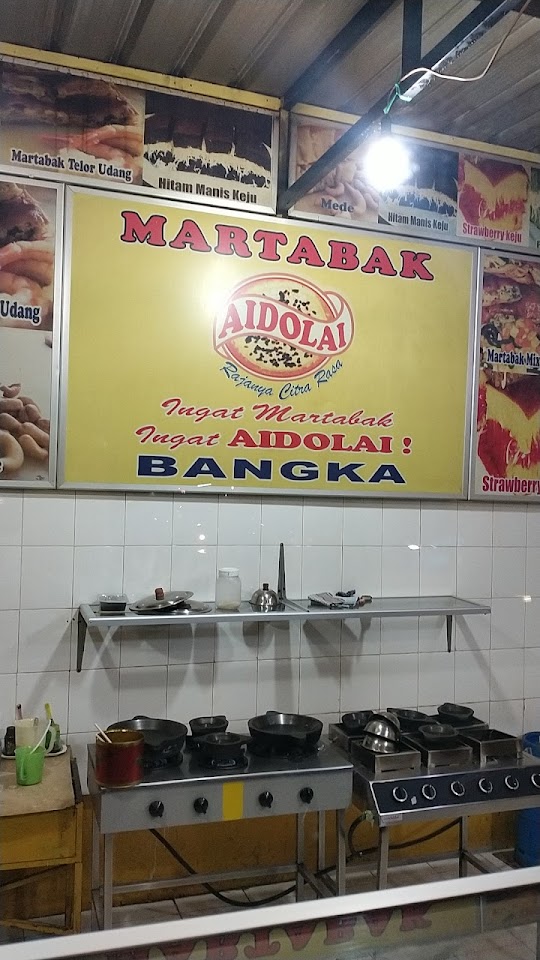 Martabak Telor Udang
Hitam Manis Keju
Mede
Hitam Manis Keju
Strawberry keju
Udang
MARTABAK
AIDOLAI
Rajanya Citra Rasa
Ingat Martabak
Ingat AIDOLAI !
BANGKA
Martabak Mix
Strawberry